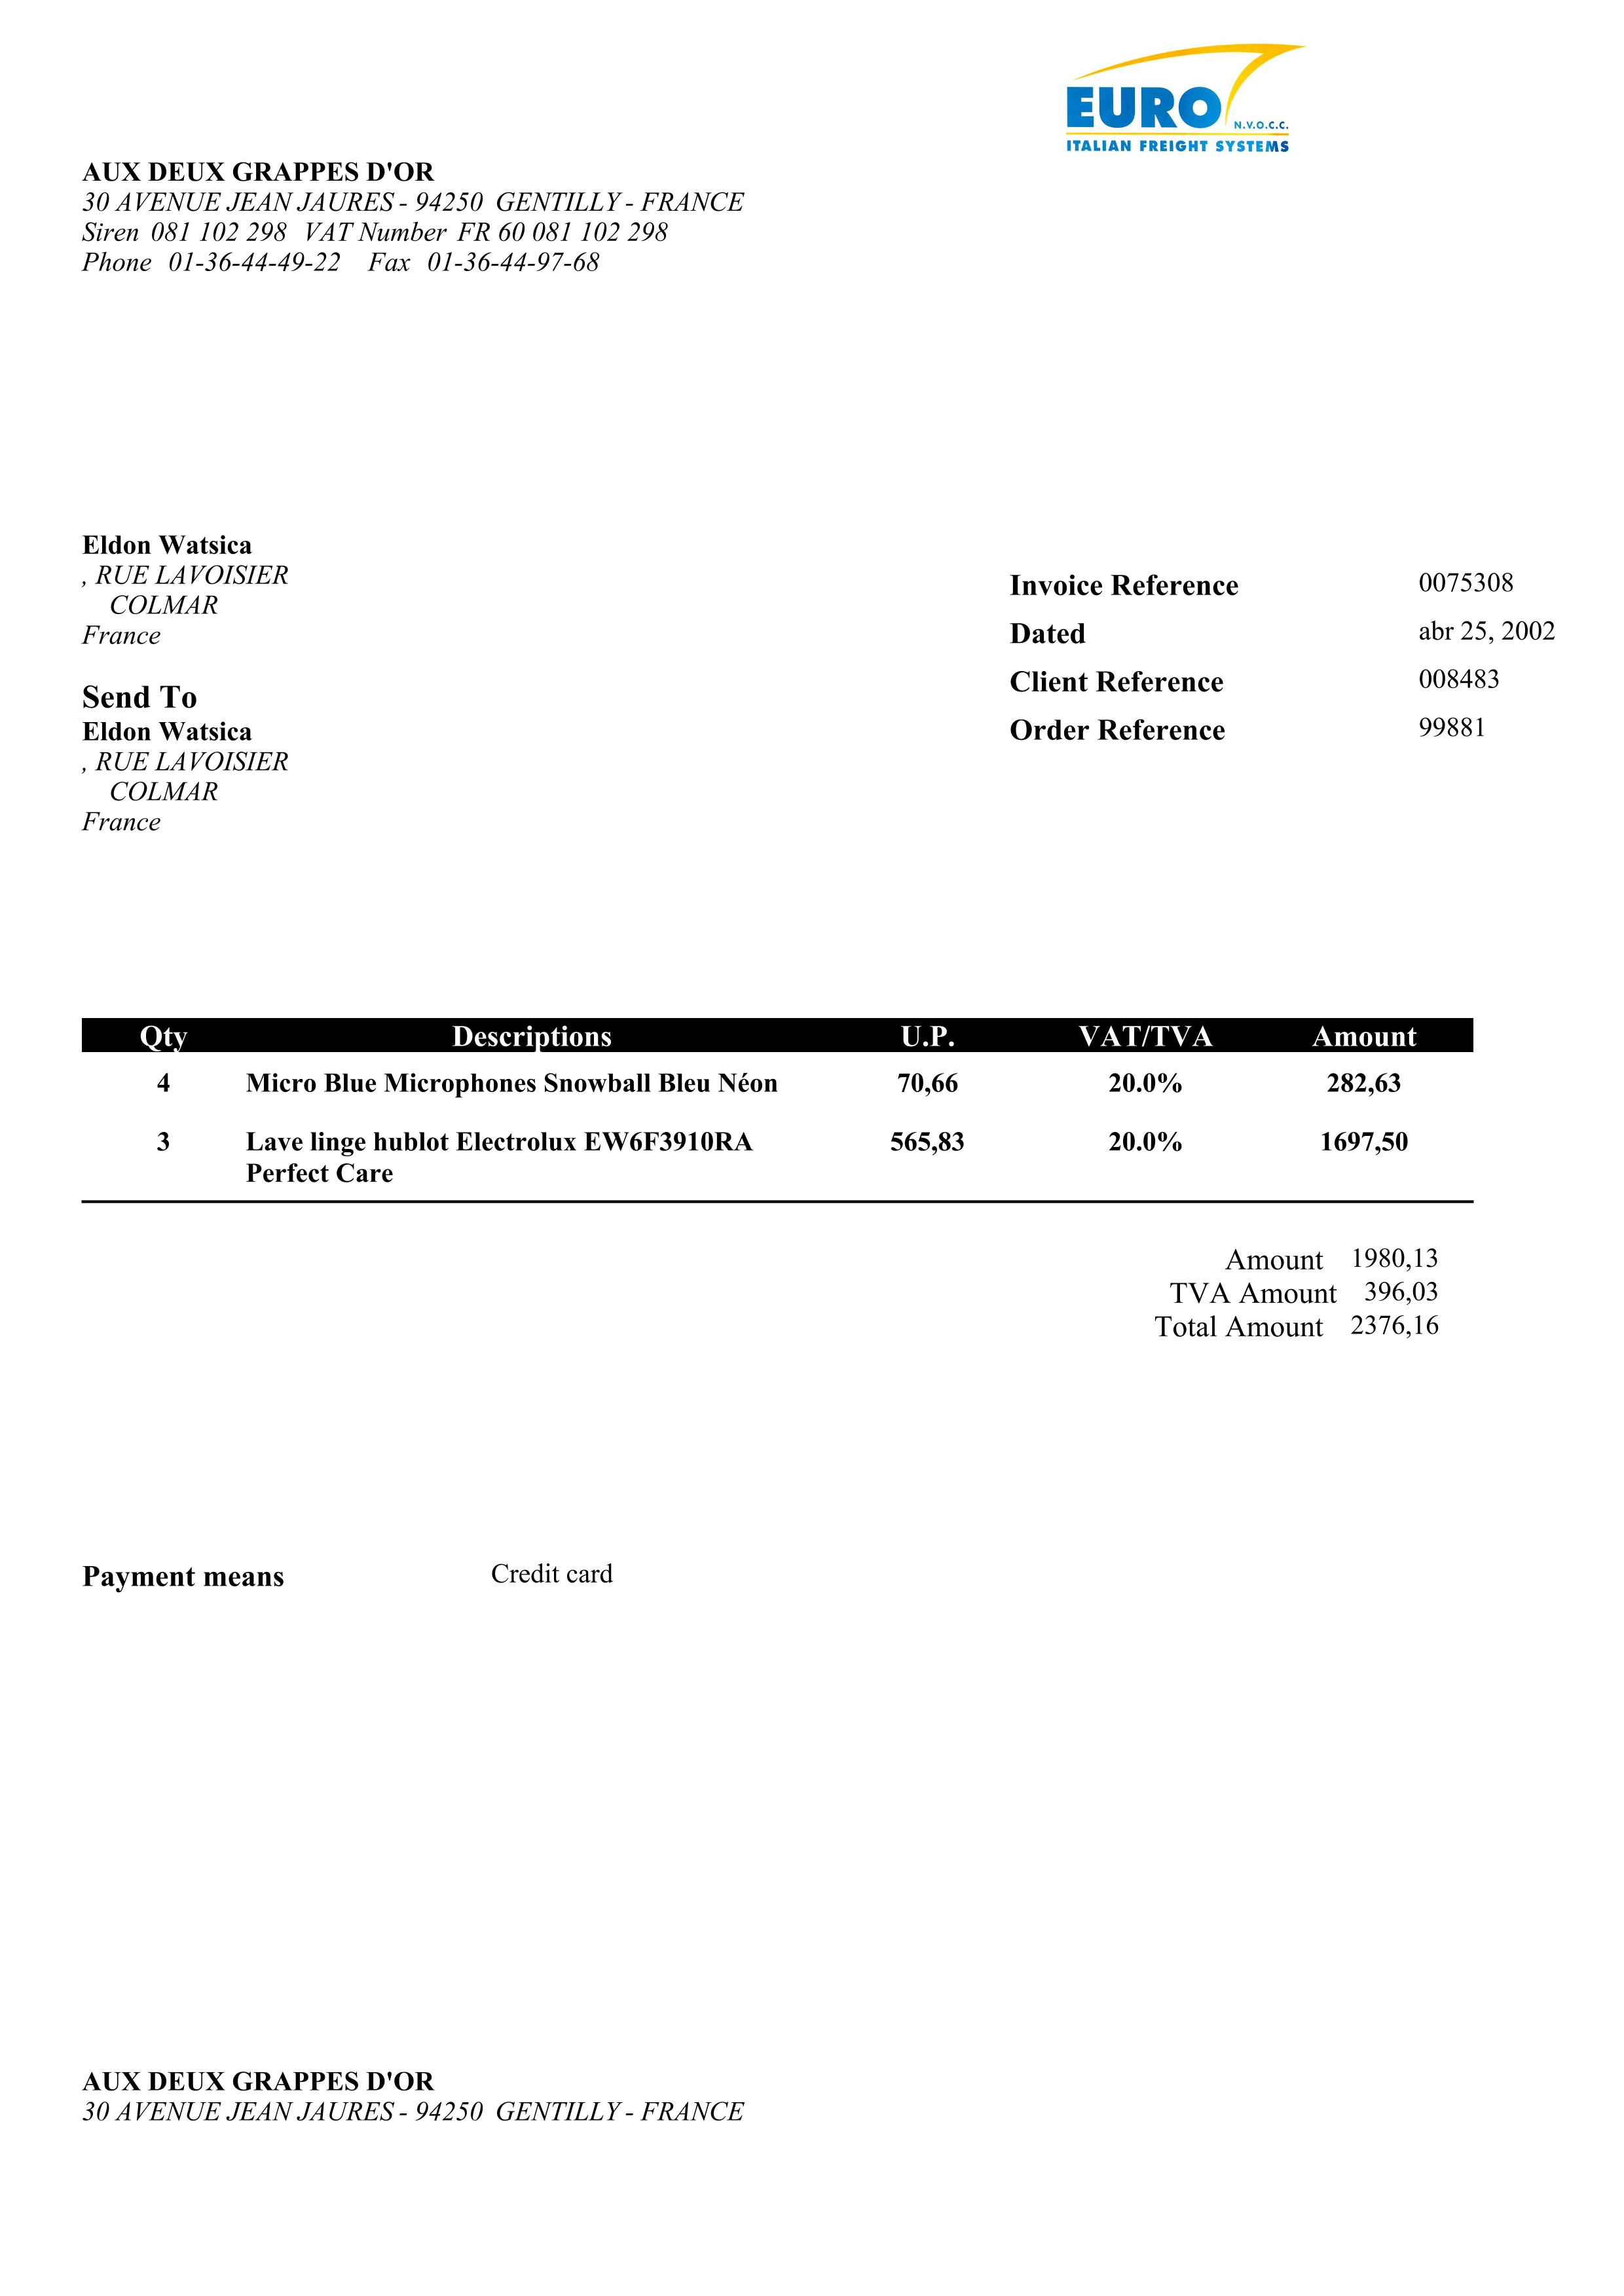 EURO
N.V.O.C.C.
ITALIAN FREIGHT SYSTEMS
AUX DEUX GRAPPES D'OR
30 AVENUE JEAN JAURES - 94250 GENTILLY - FRANCE
Siren 081 102 298 VAT Number FR 60 081 102 298
Phone 01-36-44-49-22 Fax 01-36-44-97-68
Eldon Watsica
, RUE LAVOISIER
COLMAR
France
Invoice Reference 0075308
Dated abr 25, 2002
Client Reference 008483
Order Reference 99881
Send To
Eldon Watsica
, RUE LAVOISIER
COLMAR
France
Qty Descriptions U.P. VAT/TVA Amount
4 Micro Blue Microphones Snowball Bleu Néon 70,66 20.0% 282,63
3 Lave linge hublot Electrolux EW6F3910RA 565,83 20.0% 1697,50
Perfect Care
Amount 1980,13
TVA Amount 396,03
Total Amount 2376,16
Payment means Credit card
AUX DEUX GRAPPES D'OR
30 AVENUE JEAN JAURES - 94250 GENTILLY - FRANCE